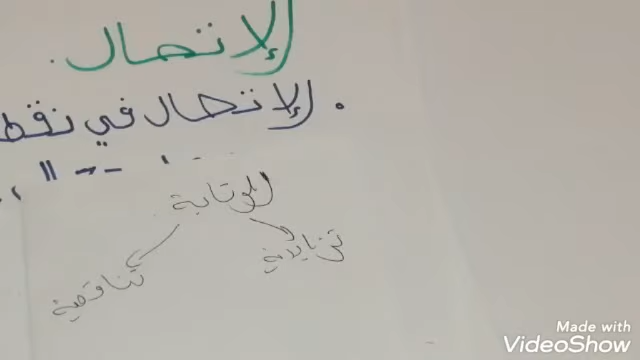 الإتصال
الإتصال في نقط
الرتابة
تزايدية
تناقصية
Made with
VideoShow